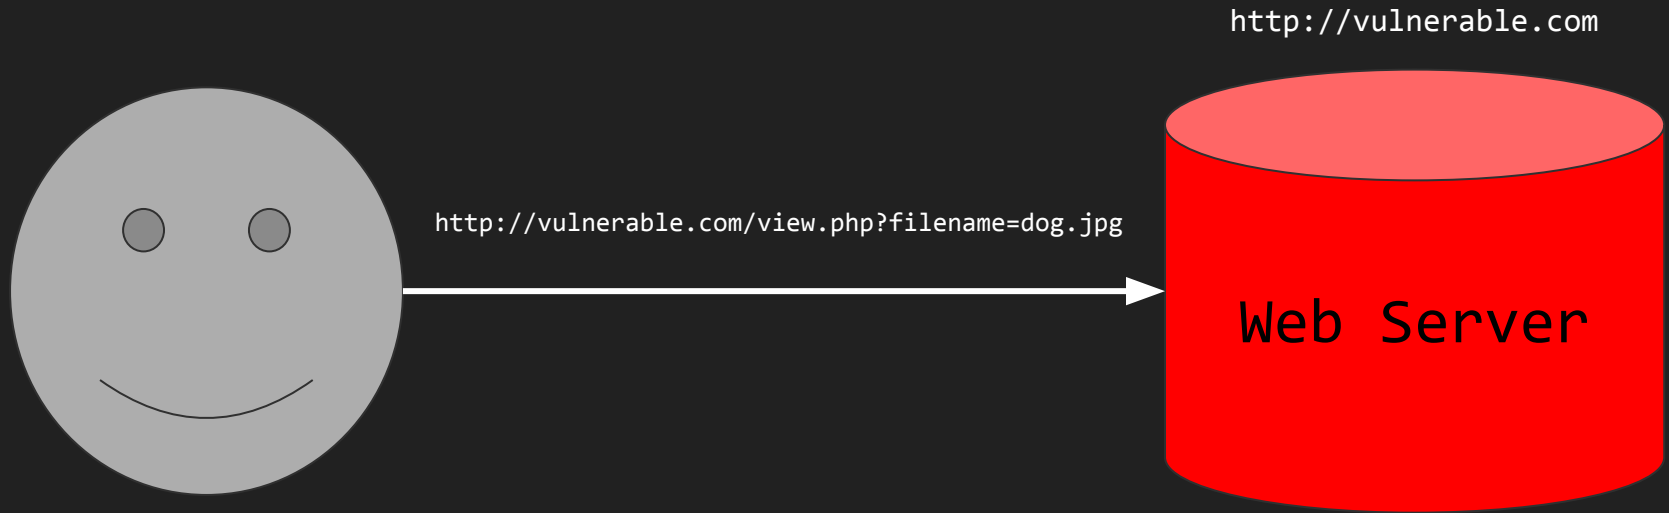 http://vulnerable.com
http://vulnerable.com/view.php?filename=dog.jpg
Web Server